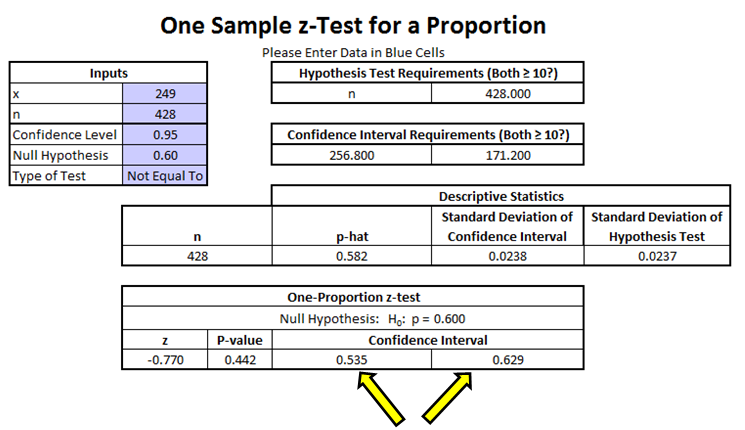 One Sample z-Test for a Proportion
Please Enter Data in Blue Cells
Inputs
x 249
n 428
Confidence Level 0.95
Null Hypothesis 0.60
Type of Test Not Equal To
Hypothesis Test Requirements (Both ≥ 10?)
n 428.000
Confidence Interval Requirements (Both ≥ 10?)
256.800 171.200
Descriptive Statistics
n p-hat Standard Deviation of Confidence Interval Standard Deviation of Hypothesis Test
428 0.582 0.0238 0.0237
One-Proportion z-test
Null Hypothesis: H₀: p = 0.600
z P-value Confidence Interval
-0.770 0.442 0.535 0.629